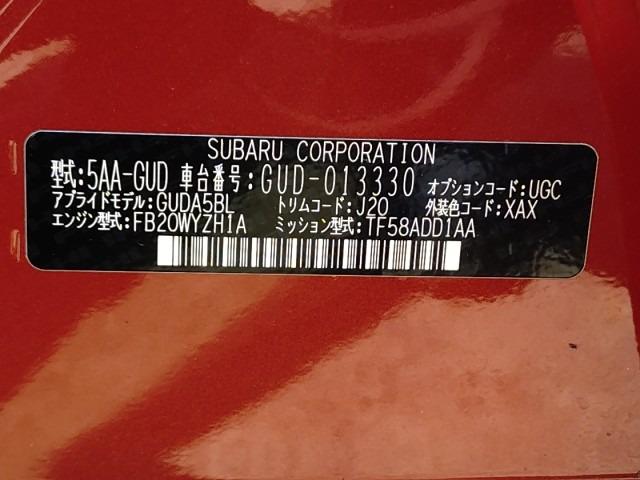 SUBARU CORPORATION
型式:5AA-GUD 車台番号:GUD-013330 オプションコード:UGC
アプライドモデル:GUDA5BL トリムコード:J20 外装色コード:XAX
エンジン型式:FB20WYZH1A ミッション型式:TF58ADD1AA